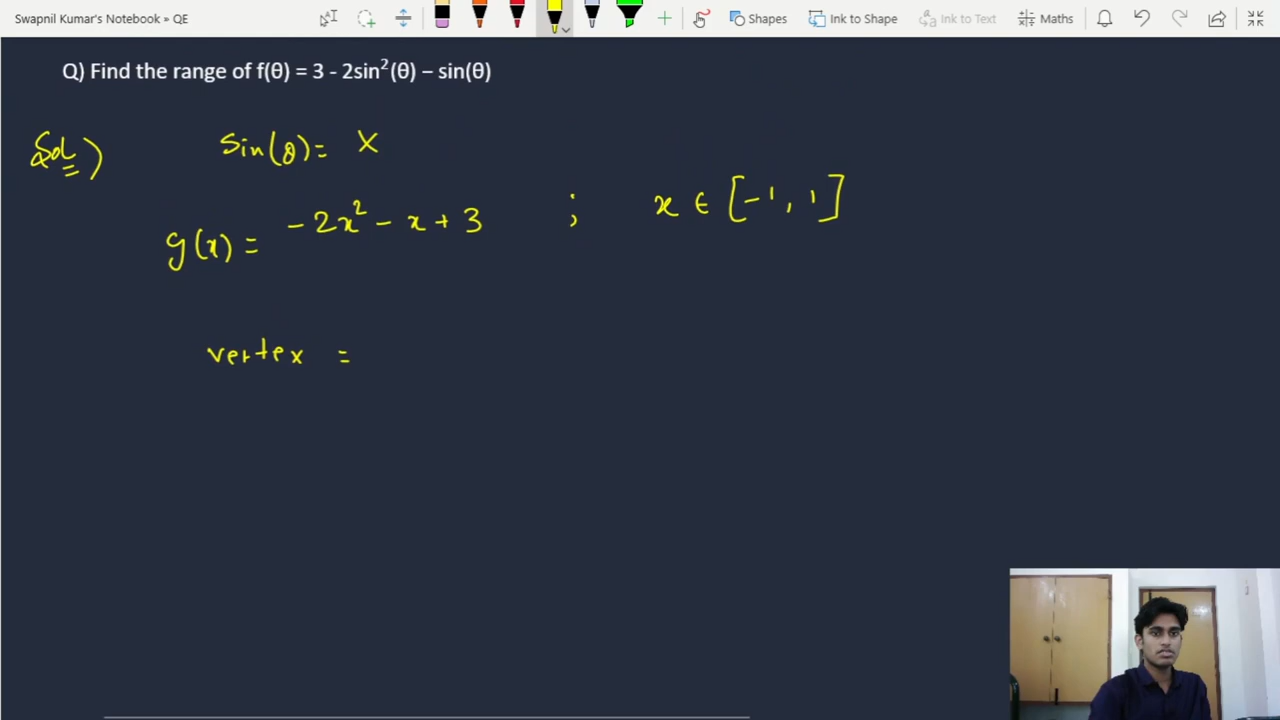 Swapnil Kumar's Notebook » QE
Shapes
Ink to Shape
Ink to Text
Maths
Q) Find the range of f(θ) = 3 - 2sin²(θ) – sin(θ)
Sol) sin(θ) = x
g(x) = -2x² - x + 3 ; x ∈ [-1, 1]
vertex =